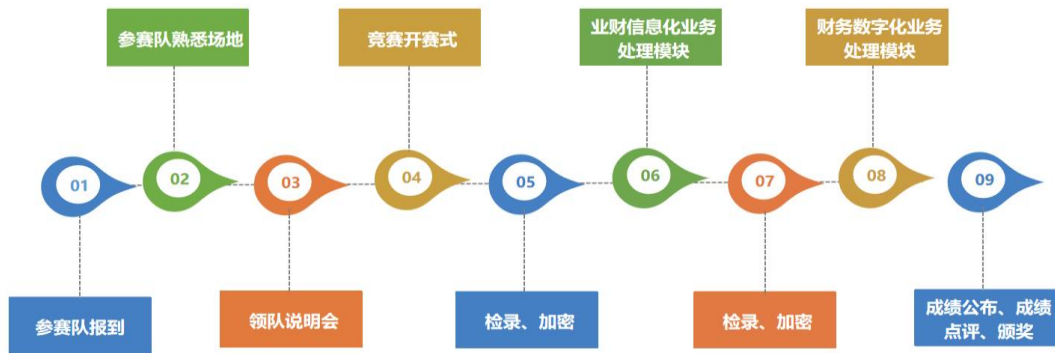 参赛队熟悉场地
竞赛开赛式
业财信息化业务
处理模块
财务数字化业务
处理模块
01
02
03
04
05
06
07
08
09
参赛队报到
领队说明会
检录、加密
检录、加密
成绩公布、成绩
点评、颁奖